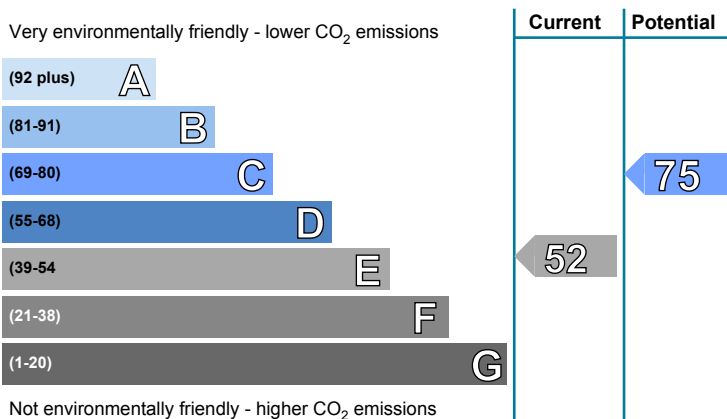 Current Potential
Very environmentally friendly - lower CO2 emissions
(92 plus) A
(81-91) B
(69-80) C 75
(55-68) D
(39-54 E 52
(21-38) F
(1-20) G
Not environmentally friendly - higher CO2 emissions